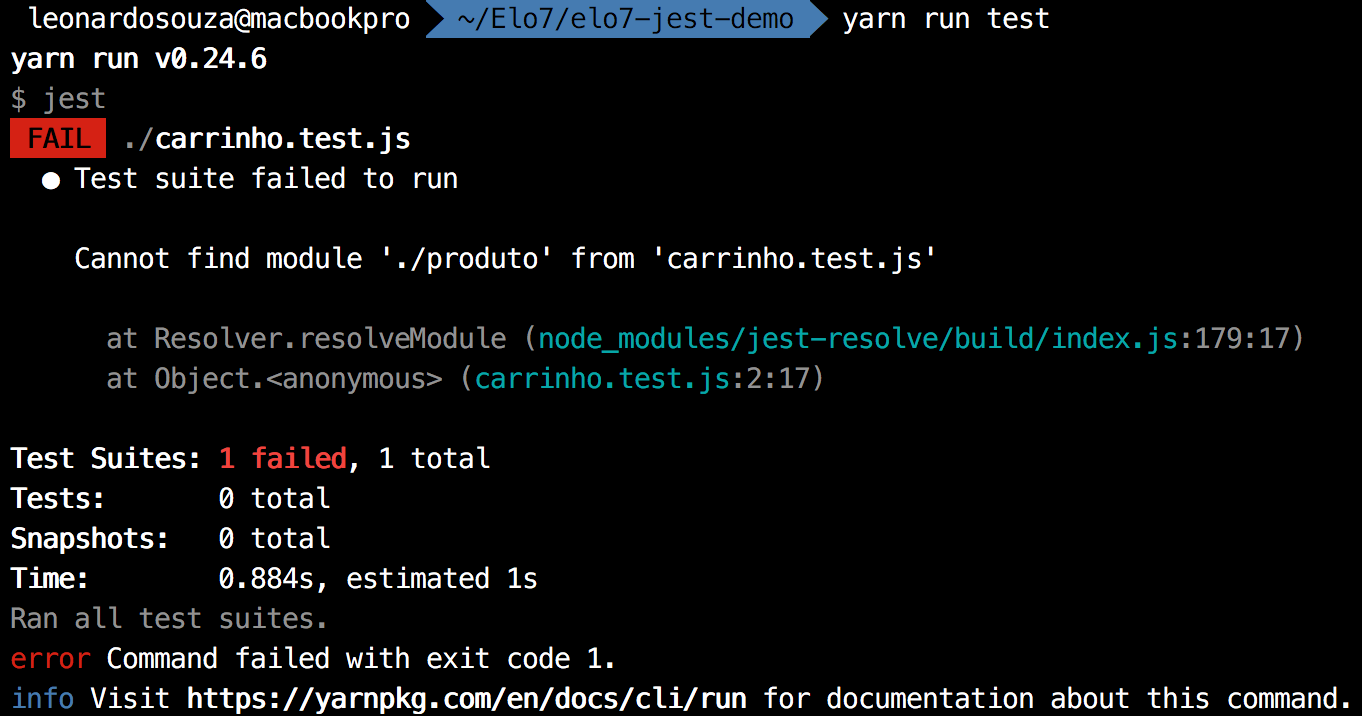 leonardosouza@macbookpro ~/Elo7/elo7-jest-demo yarn run test
yarn run v0.24.6
$ jest
FAIL ./carrinho.test.js
● Test suite failed to run
Cannot find module './produto' from 'carrinho.test.js'
at Resolver.resolveModule (node_modules/jest-resolve/build/index.js:179:17)
at Object.<anonymous> (carrinho.test.js:2:17)
Test Suites: 1 failed, 1 total
Tests: 0 total
Snapshots: 0 total
Time: 0.884s, estimated 1s
Ran all test suites.
error Command failed with exit code 1.
info Visit https://yarnpkg.com/en/docs/cli/run for documentation about this command.